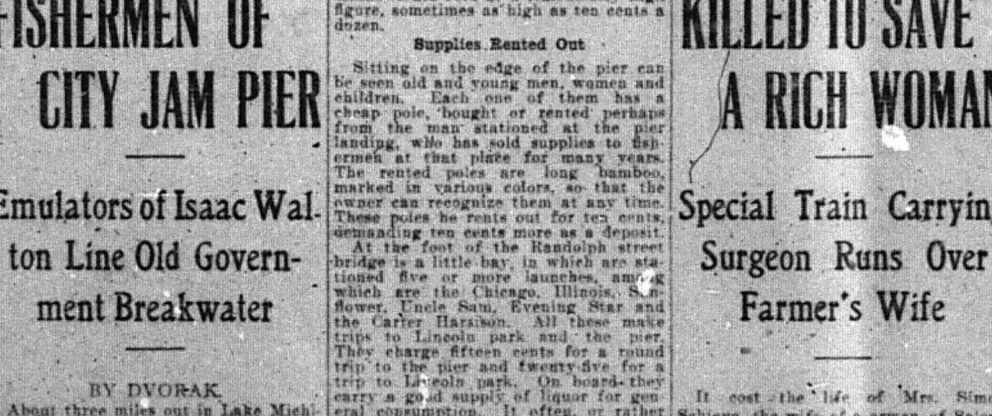 FISHERMEN OF
CITY JAM PIER
Emulators of Isaac Wal-
ton Line Old Govern-
ment Breakwater
BY DVORAK
About three miles out in Lake Mich-
figure, sometimes as high as ten cents a
dozen.
Supplies Rented Out
Sitting on the edge of the pier can
be seen old and young men, women and
children. Each one of them has a
cheap pole, bought or rented perhaps
from the man stationed at the pier
landing, who has sold supplies to fish-
ermen at that place for many years.
The rented poles are long bamboo,
marked in various colors, so that the
owner can recognize them at any time.
These poles he rents out for ten cents,
demanding ten cents more as a deposit.
At the foot of the Randolph street
bridge is a little bay, in which are sta-
tioned five or more launches, among
which are the Chicago, Illinois, Sun-
flower, Uncle Sam, Evening Star and
the Carter Harrison. All these make
trips to Lincoln park and the pier.
They charge fifteen cents for a round
trip to the pier and twenty-five for a
trip to Lincoln park. On board they
carry a good supply of liquor for gen
eral consumption. It often, or rather
KILLED TO SAVE
A RICH WOMAN
Special Train Carryin
Surgeon Runs Over
Farmer's Wife
It cost the life of Mrs. Simo